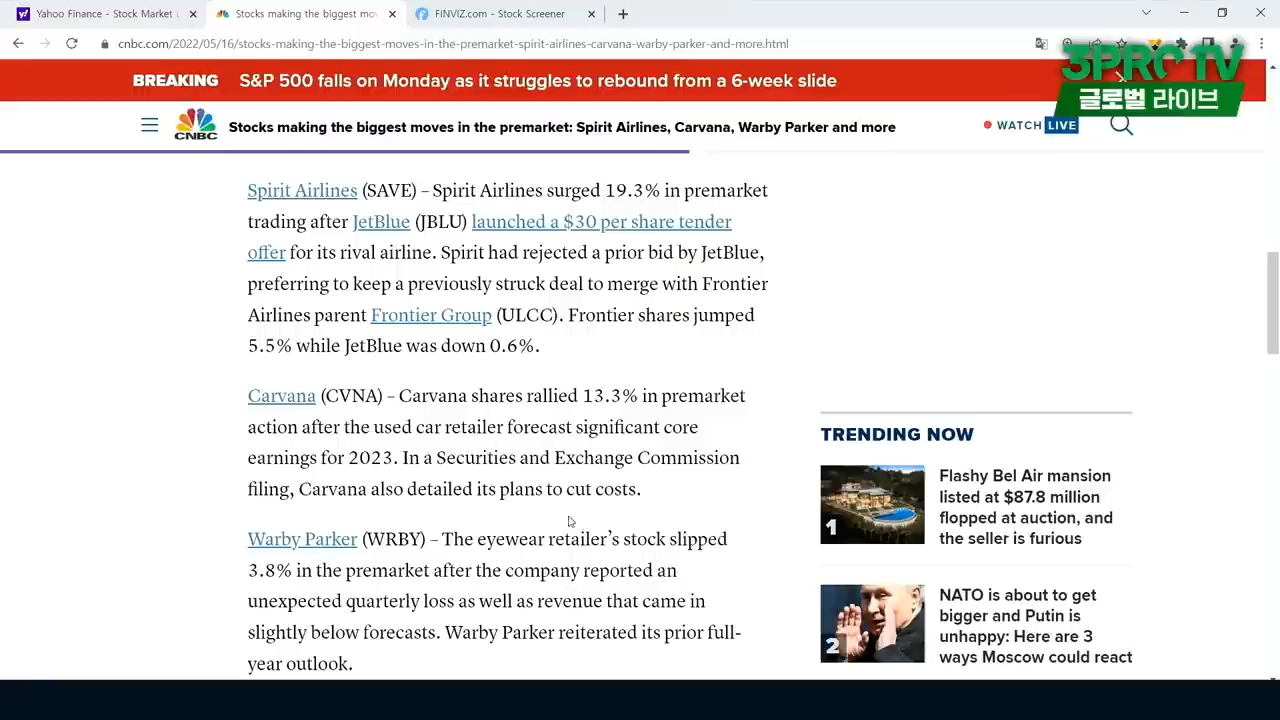 Yahoo Finance - Stock Market
Stocks making the biggest mo
FINVIZ.com - Stock Screener
cnbc.com/2022/05/16/stocks-making-the-biggest-moves-in-the-premarket-spirit-airlines-carvana-warby-parker-and-more.html
3PRO TV
글로벌 라이브
BREAKING S&P 500 falls on Monday as it struggles to rebound from a 6-week slide
CNBC
Stocks making the biggest moves in the premarket: Spirit Airlines, Carvana, Warby Parker and more
WATCH LIVE
Spirit Airlines (SAVE) – Spirit Airlines surged 19.3% in premarket
trading after JetBlue (JBLU) launched a $30 per share tender
offer for its rival airline. Spirit had rejected a prior bid by JetBlue,
preferring to keep a previously struck deal to merge with Frontier
Airlines parent Frontier Group (ULCC). Frontier shares jumped
5.5% while JetBlue was down 0.6%.
Carvana (CVNA) – Carvana shares rallied 13.3% in premarket
action after the used car retailer forecast significant core
earnings for 2023. In a Securities and Exchange Commission
filing, Carvana also detailed its plans to cut costs.
Warby Parker (WRBY) – The eyewear retailer’s stock slipped
3.8% in the premarket after the company reported an
unexpected quarterly loss as well as revenue that came in
slightly below forecasts. Warby Parker reiterated its prior full-
year outlook.
TRENDING NOW
1
Flashy Bel Air mansion
listed at $87.8 million
flopped at auction, and
the seller is furious
2
NATO is about to get
bigger and Putin is
unhappy: Here are 3
ways Moscow could react